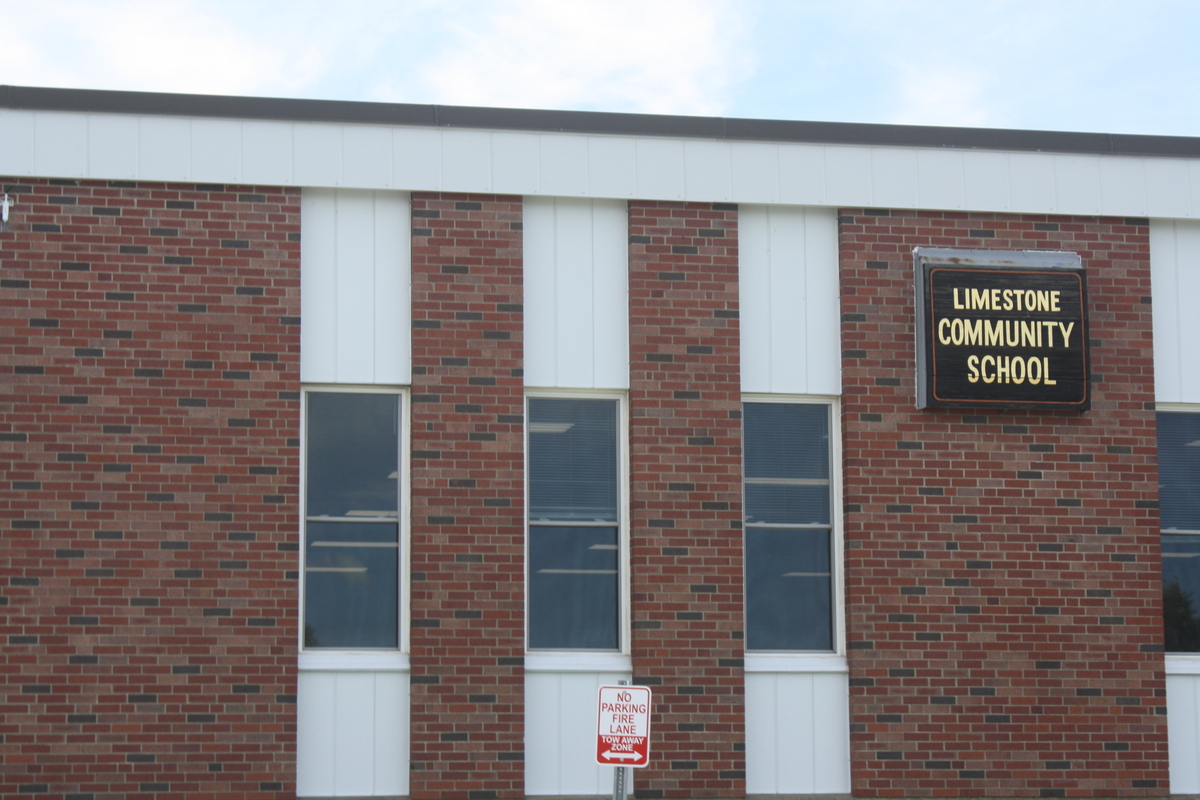 LIMESTONE
COMMUNITY
SCHOOL
NO
PARKING
FIRE
LANE
TOW AWAY
ZONE